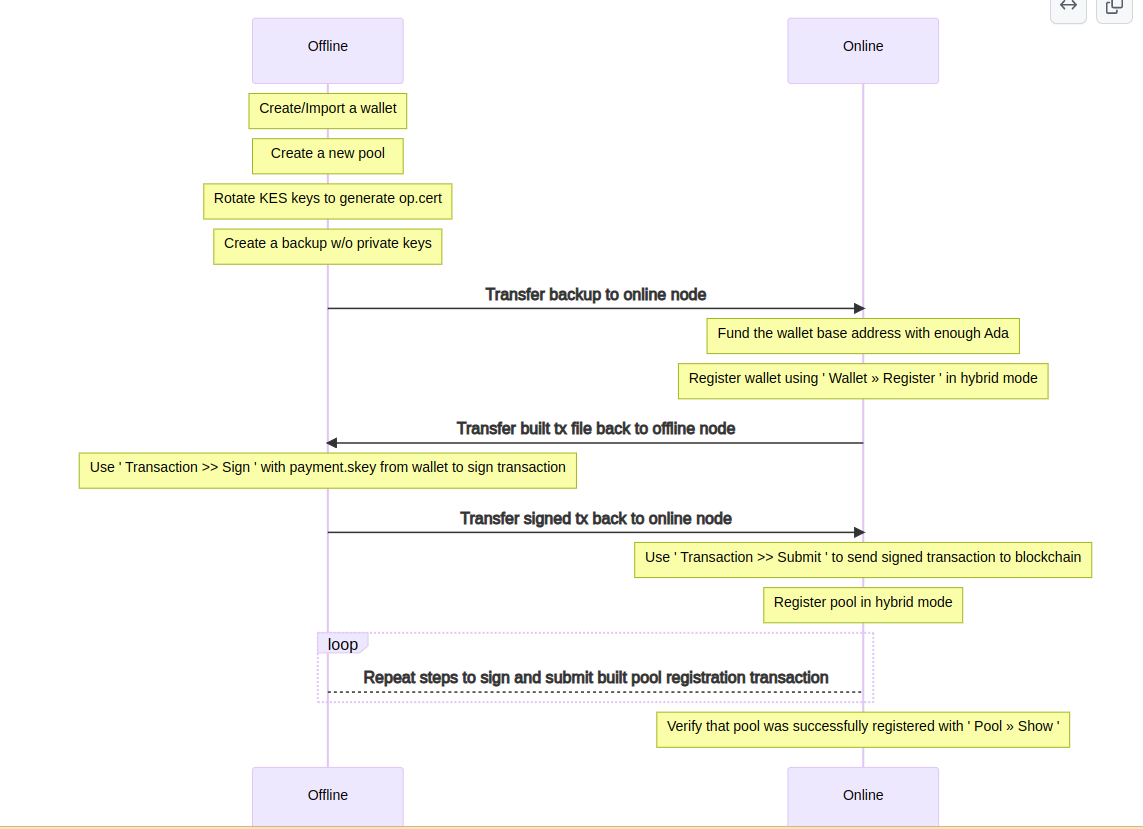 Offline
Online
Create/Import a wallet
Create a new pool
Rotate KES keys to generate op.cert
Create a backup w/o private keys
Transfer backup to online node
Fund the wallet base address with enough Ada
Register wallet using ' Wallet » Register ' in hybrid mode
Transfer built tx file back to offline node
Use ' Transaction >> Sign ' with payment.skey from wallet to sign transaction
Transfer signed tx back to online node
Use ' Transaction >> Submit ' to send signed transaction to blockchain
Register pool in hybrid mode
loop
Repeat steps to sign and submit built pool registration transaction
Verify that pool was successfully registered with ' Pool » Show '
Offline
Online